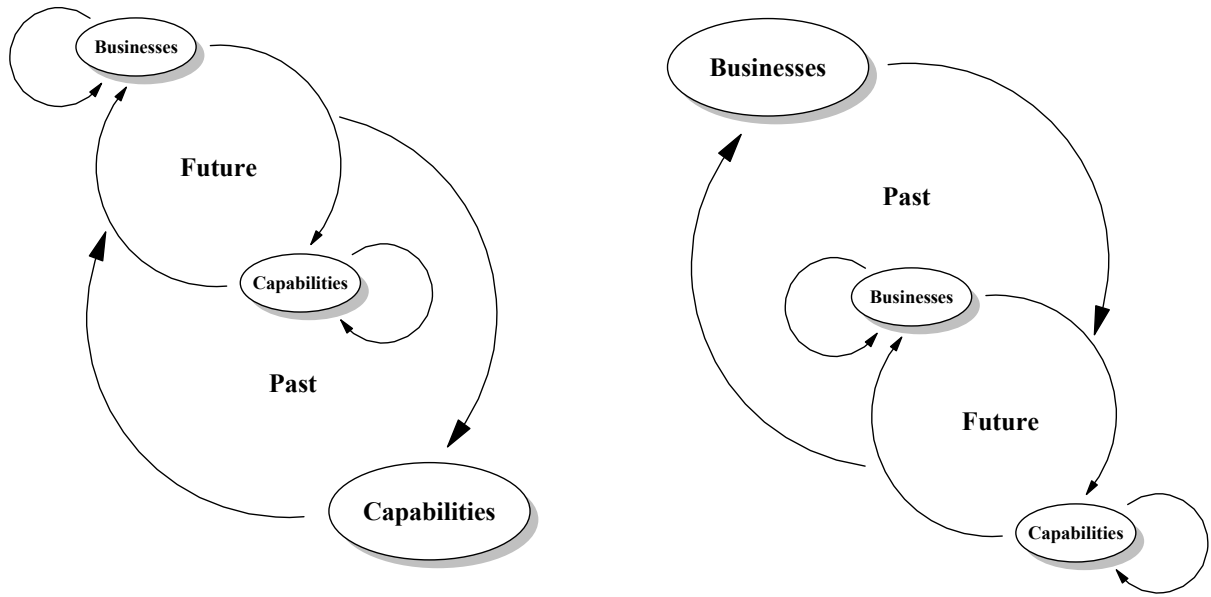 Businesses
Future
Capabilities
Past
Capabilities
Businesses
Past
Businesses
Future
Capabilities